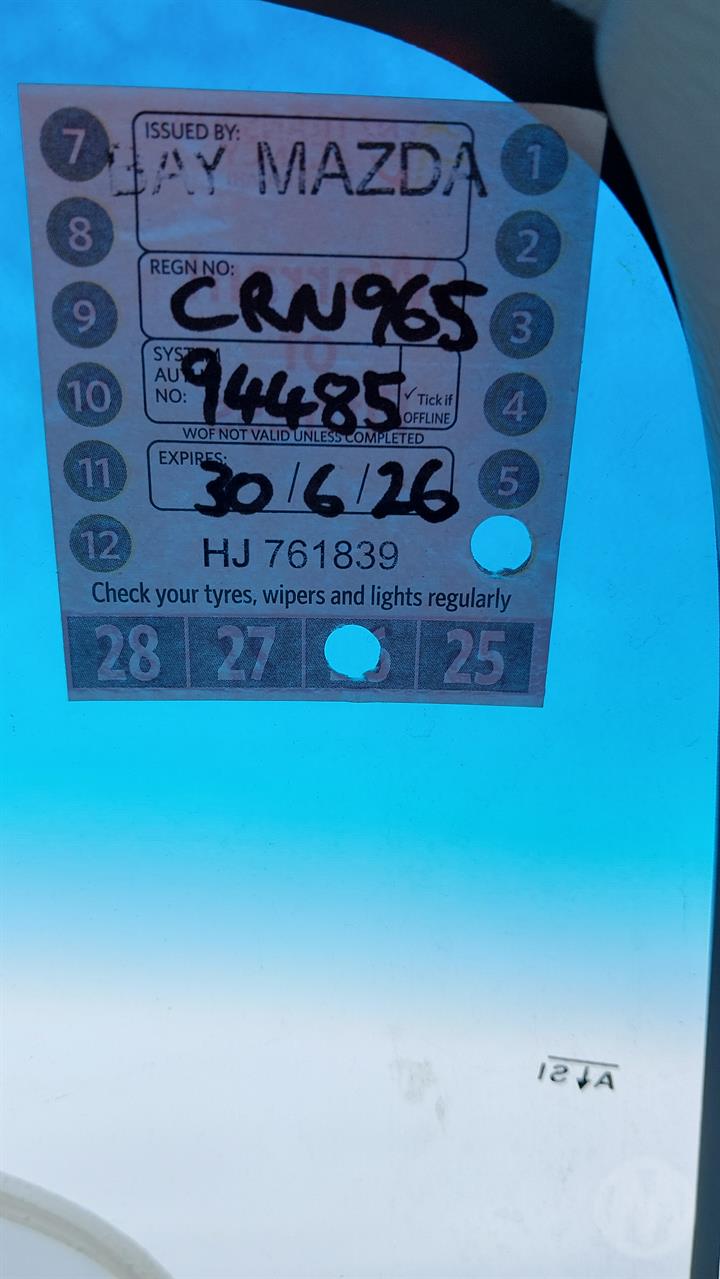 ISSUED BY:
BAY MAZDA
REGN NO:
CRN965
SYSTEM
AUTH
NO:
94485
✓ Tick if
OFFLINE
WOF NOT VALID UNLESS COMPLETED
EXPIRES:
30/6/26
HJ 761839
Check your tyres, wipers and lights regularly
7
8
9
10
11
12
1
2
3
4
5
28 27 26 25